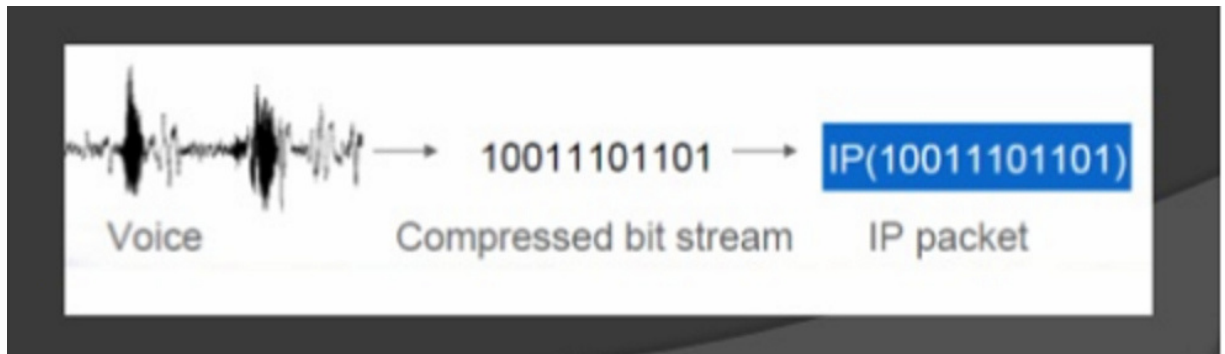 10011101101
IP(10011101101)
Voice
Compressed bit stream
IP packet